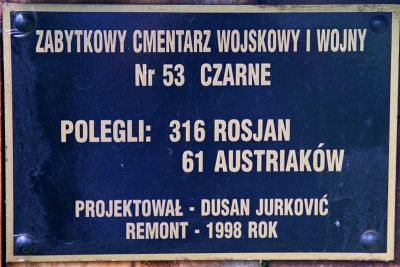 ZABYTKOWY CMENTARZ WOJSKOWY I WOJNY
Nr 53 CZARNE
POLEGLI: 316 ROSJAN
61 AUSTRIAKÓW
PROJEKTOWAŁ - DUSAN JURKOVIĆ
REMONT - 1998 ROK